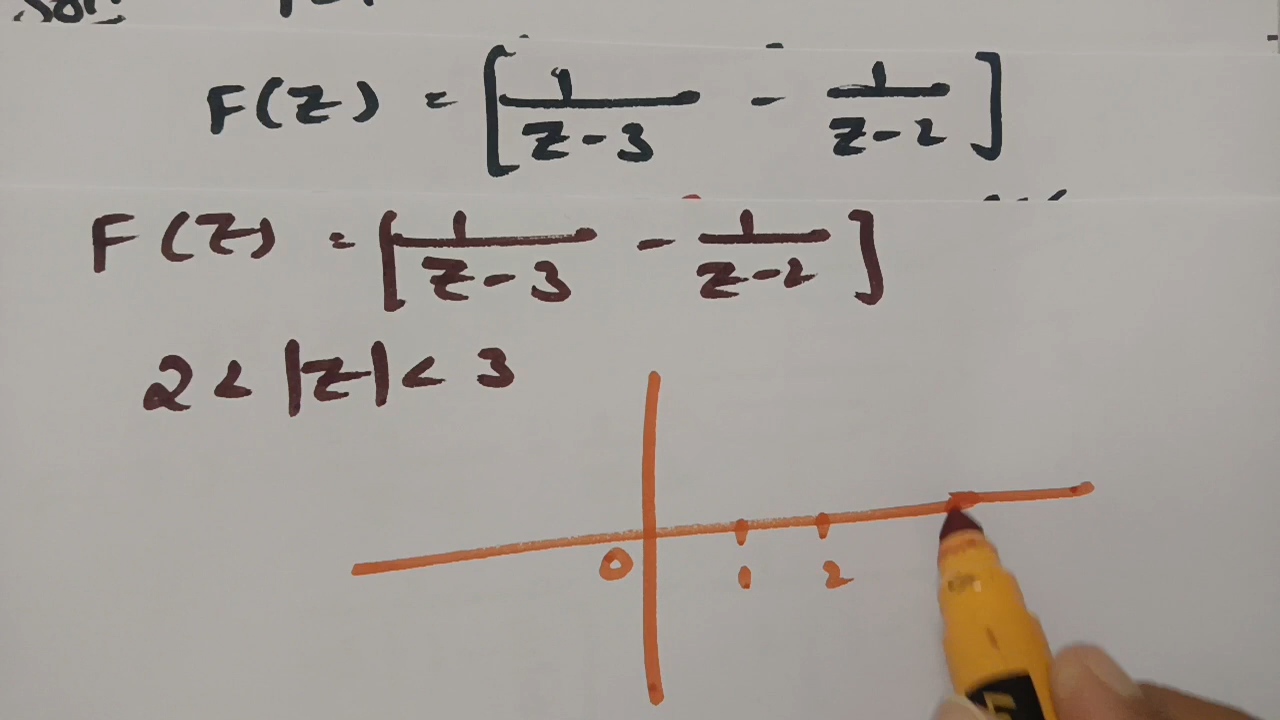 F(Z) = [1/Z-3 - 1/Z-2]
F(Z) = [1/Z-3 - 1/Z-2]
2 < |Z| < 3
0 1 2